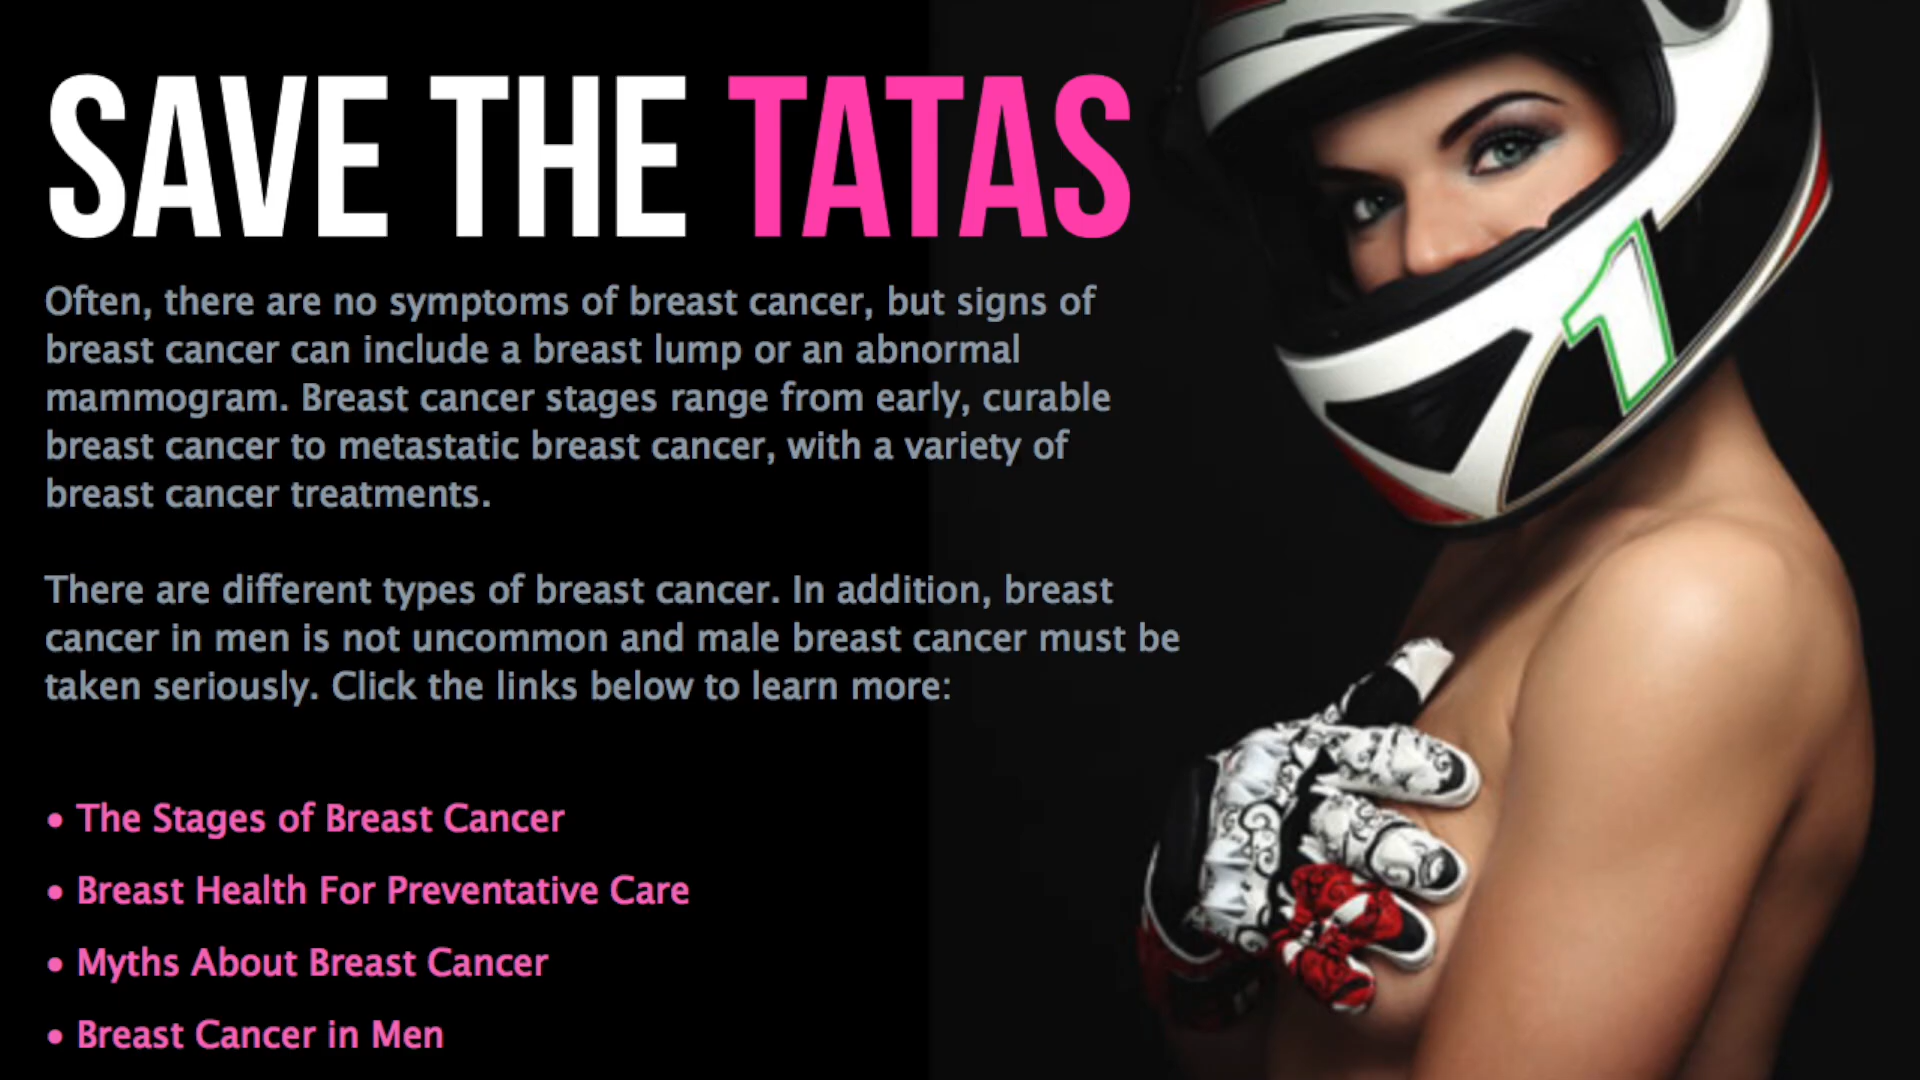 SAVE THE TATAS
Often, there are no symptoms of breast cancer, but signs of
breast cancer can include a breast lump or an abnormal
mammogram. Breast cancer stages range from early, curable
breast cancer to metastatic breast cancer, with a variety of
breast cancer treatments.
There are different types of breast cancer. In addition, breast
cancer in men is not uncommon and male breast cancer must be
taken seriously. Click the links below to learn more:
• The Stages of Breast Cancer
• Breast Health For Preventative Care
• Myths About Breast Cancer
• Breast Cancer in Men
1